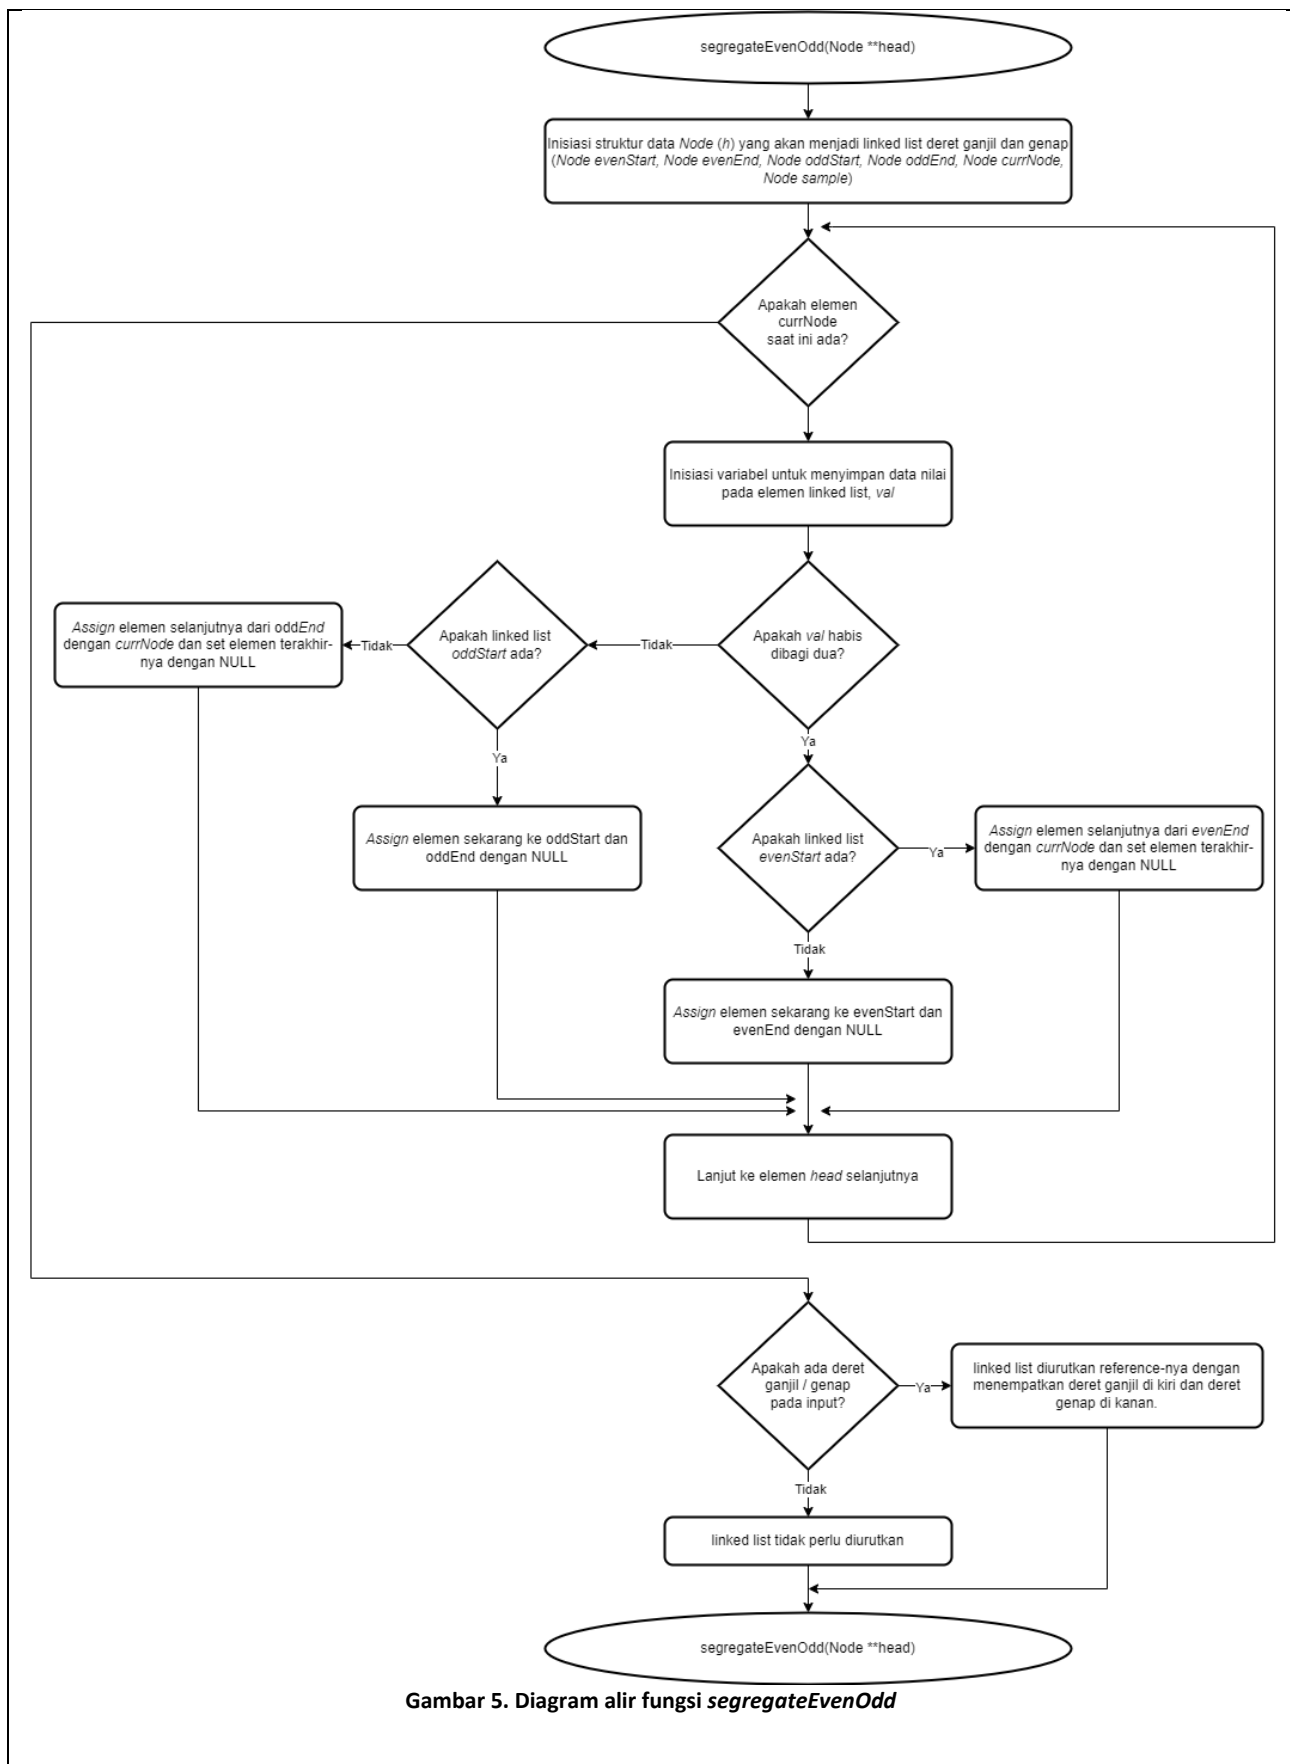 segregateEvenOdd(Node **head)
Inisiasi struktur data Node (h) yang akan menjadi linked list deret ganjil dan genap
(Node evenStart, Node evenEnd, Node oddStart, Node oddEnd, Node currNode,
Node sample)
Apakah elemen
currNode
saat ini ada?
Inisiasi variabel untuk menyimpan data nilai
pada elemen linked list, val
Apakah val habis
dibagi dua?
Tidak
Apakah linked list
oddStart ada?
Tidak
Assign elemen selanjutnya dari oddEnd
dengan currNode dan set elemen terakhir-
nya dengan NULL
Ya
Ya
Assign elemen sekarang ke oddStart dan
oddEnd dengan NULL
Apakah linked list
evenStart ada?
Ya
Assign elemen selanjutnya dari evenEnd
dengan currNode dan set elemen terakhir-
nya dengan NULL
Tidak
Assign elemen sekarang ke evenStart dan
evenEnd dengan NULL
Lanjut ke elemen head selanjutnya
Apakah ada deret
ganjil / genap
pada input?
Ya
linked list diurutkan reference-nya dengan
menempatkan deret ganjil di kiri dan deret
genap di kanan.
Tidak
linked list tidak perlu diurutkan
segregateEvenOdd(Node **head)
Gambar 5. Diagram alir fungsi segregateEvenOdd